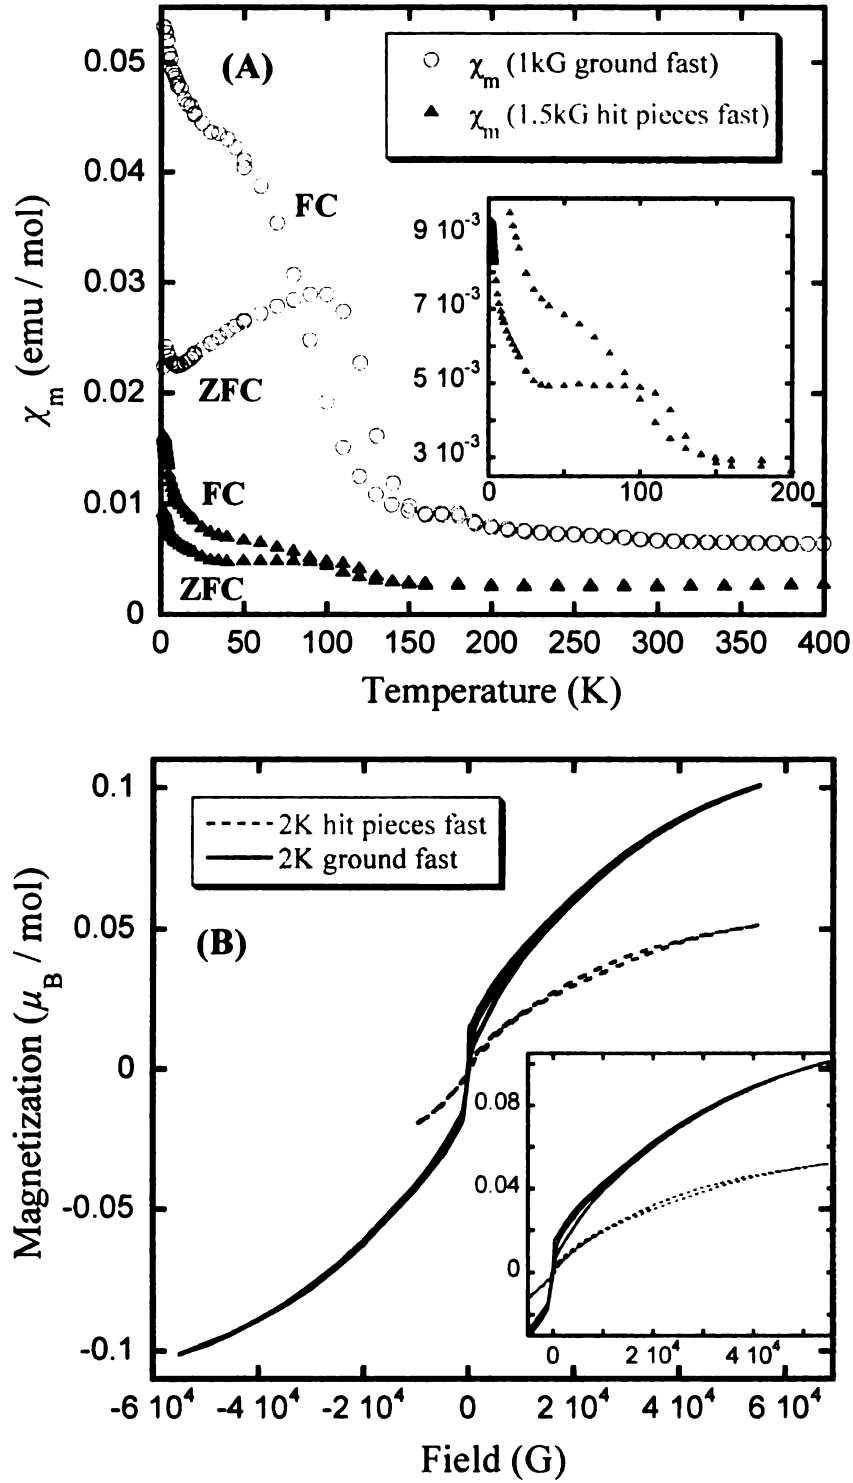 (A)
χm (1kG ground fast)
χm (1.5kG hit pieces fast)
FC
ZFC
FC
ZFC
0.05
0.04
0.03
0.02
0.01
0
χm (emu / mol)
0 50 100 150 200 250 300 350 400
Temperature (K)
9 10-3
7 10-3
5 10-3
3 10-3
0 100 200
2K hit pieces fast
2K ground fast
(B)
0.1
0.05
0
-0.05
-0.1
Magnetization (μB / mol)
-6 104 -4 104 -2 104 0 2 104 4 104 6 104
Field (G)
0.08
0.04
0
0 2 104 4 104